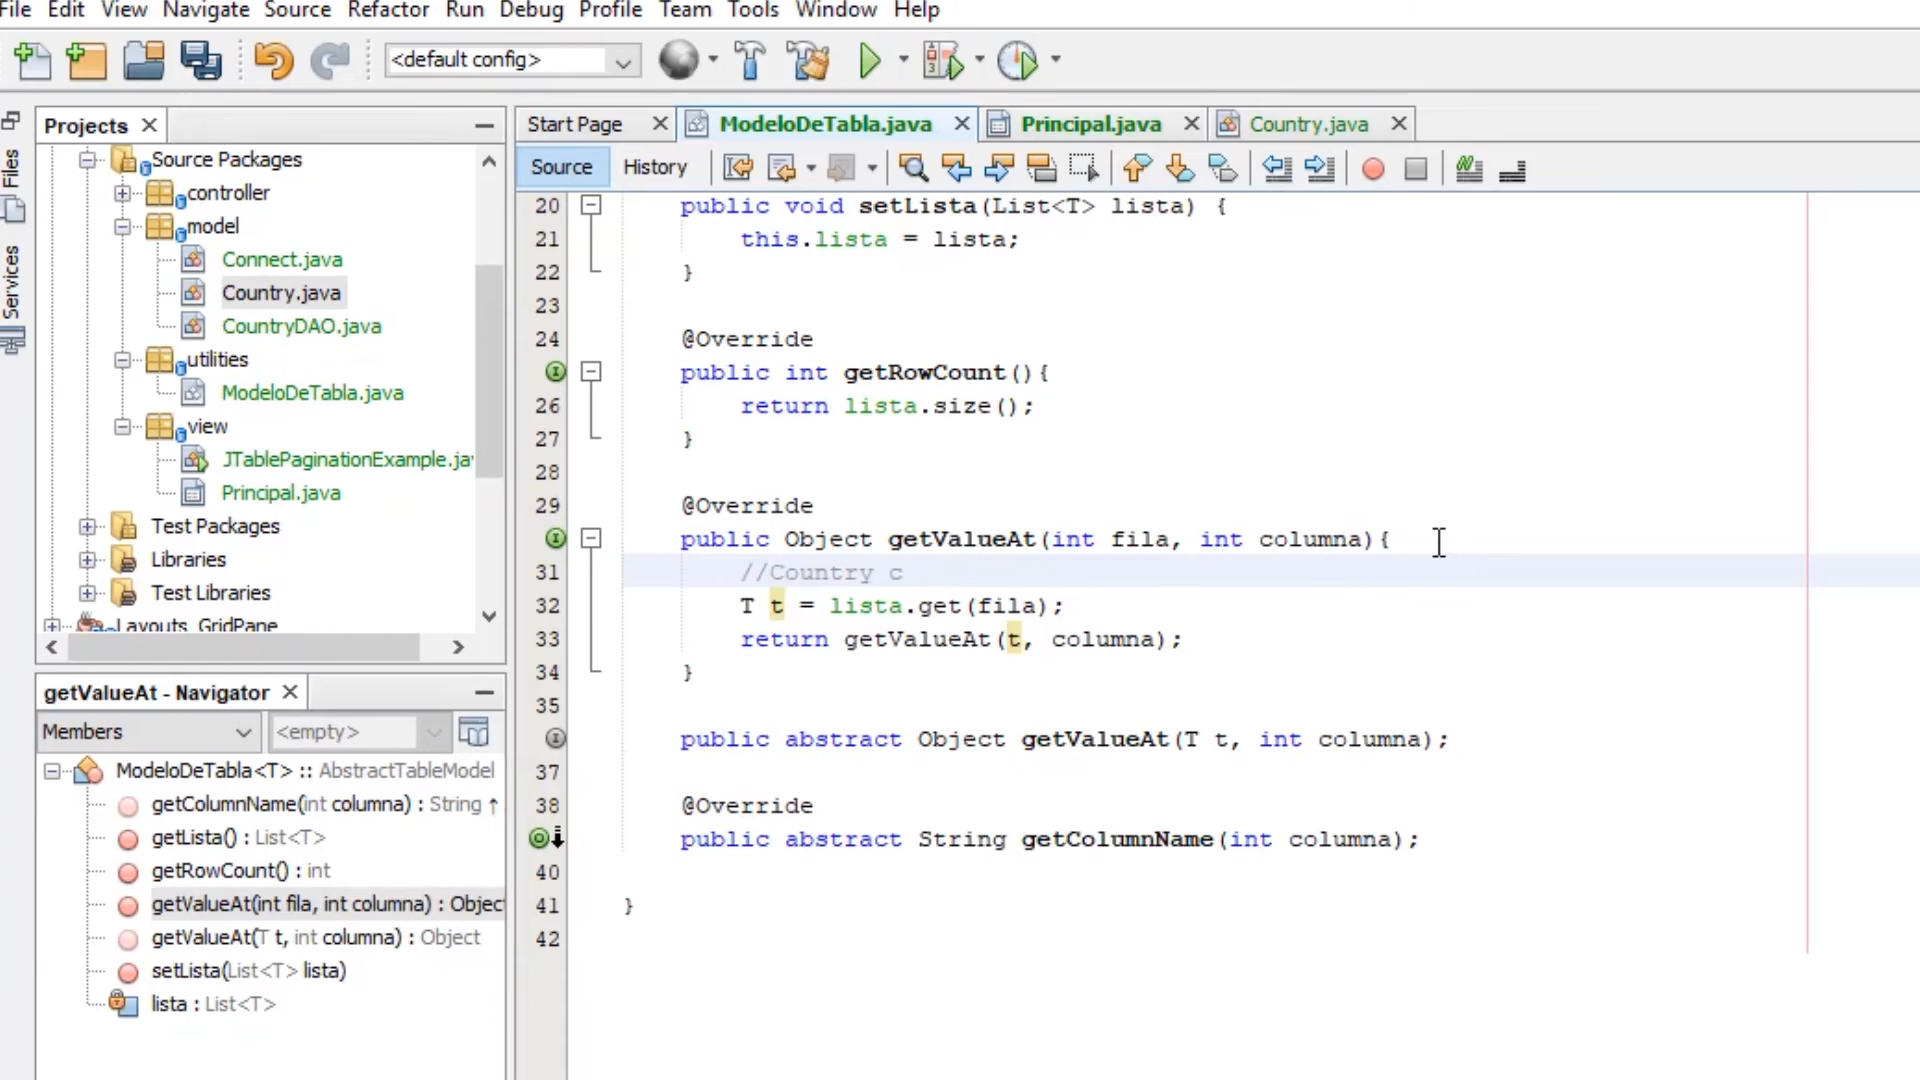 File Edit View Navigate Source Refactor Run Debug Profile Team Tools Window Help
<default config>
Files
Services
Projects
Source Packages
controller
model
Connect.java
Country.java
CountryDAO.java
utilities
ModeloDeTabla.java
view
JTablePaginationExample.ja
Principal.java
Test Packages
Libraries
Test Libraries
Layouts_GridPane
getValueAt - Navigator
Members <empty>
ModeloDeTabla<T> :: AbstractTableModel
getColumnName(int columna) : String ↑
getLista() : List<T>
getRowCount() : int
getValueAt(int fila, int columna) : Objec
getValueAt(T t, int columna) : Object
setLista(List<T> lista)
lista : List<T>
Start Page ModeloDeTabla.java Principal.java Country.java
Source History
20 public void setLista(List<T> lista) {
21 this.lista = lista;
22 }
23
24 @Override
public int getRowCount(){
26 return lista.size();
27 }
28
29 @Override
public Object getValueAt(int fila, int columna){
31 //Country c
32 T t = lista.get(fila);
33 return getValueAt(t, columna);
34 }
35
public abstract Object getValueAt(T t, int columna);
37
38 @Override
public abstract String getColumnName(int columna);
40
41 }
42